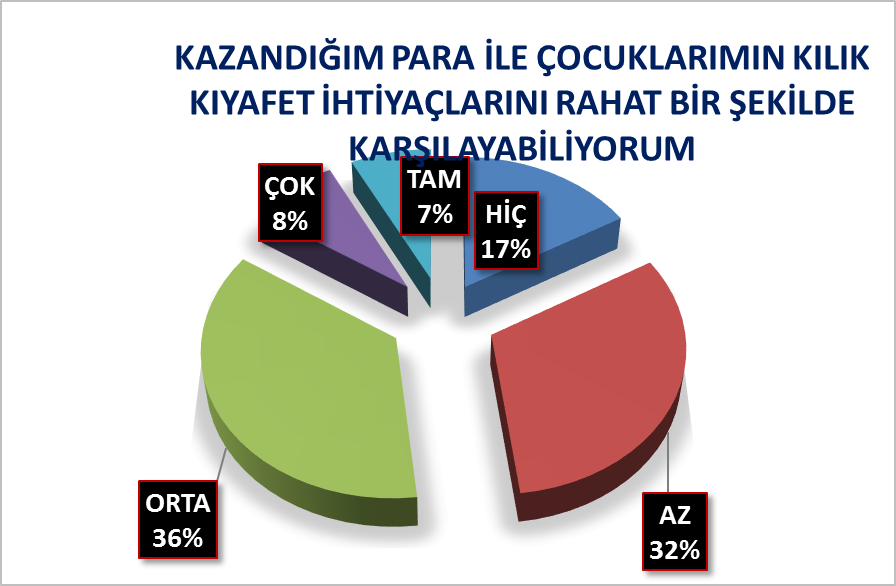 KAZANDIĞIM PARA İLE ÇOCUKLARIMIN KILIK
KIYAFET İHTİYAÇLARINI RAHAT BİR ŞEKİLDE
KARŞILAYABİLİYORUM
ÇOK
8%
TAM
7%
HİÇ
17%
ORTA
36%
AZ
32%